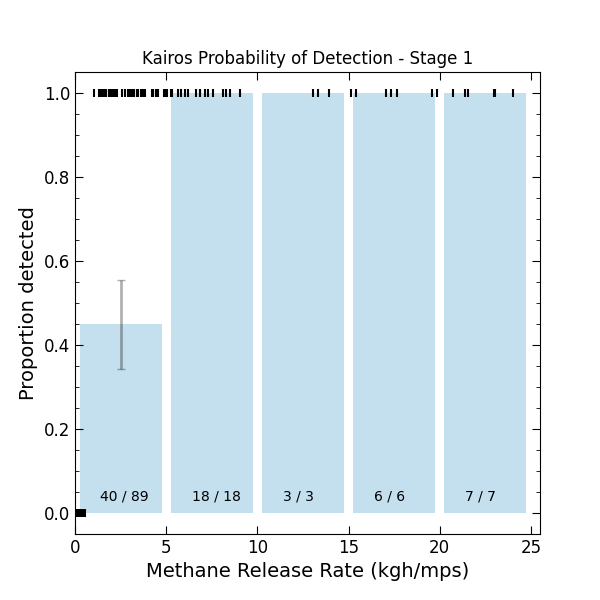 Kairos Probability of Detection - Stage 1
Proportion detected
1.0
0.8
0.6
0.4
0.2
0.0
40 / 89
18 / 18
3 / 3
6 / 6
7 / 7
0
5
10
15
20
25
Methane Release Rate (kgh/mps)